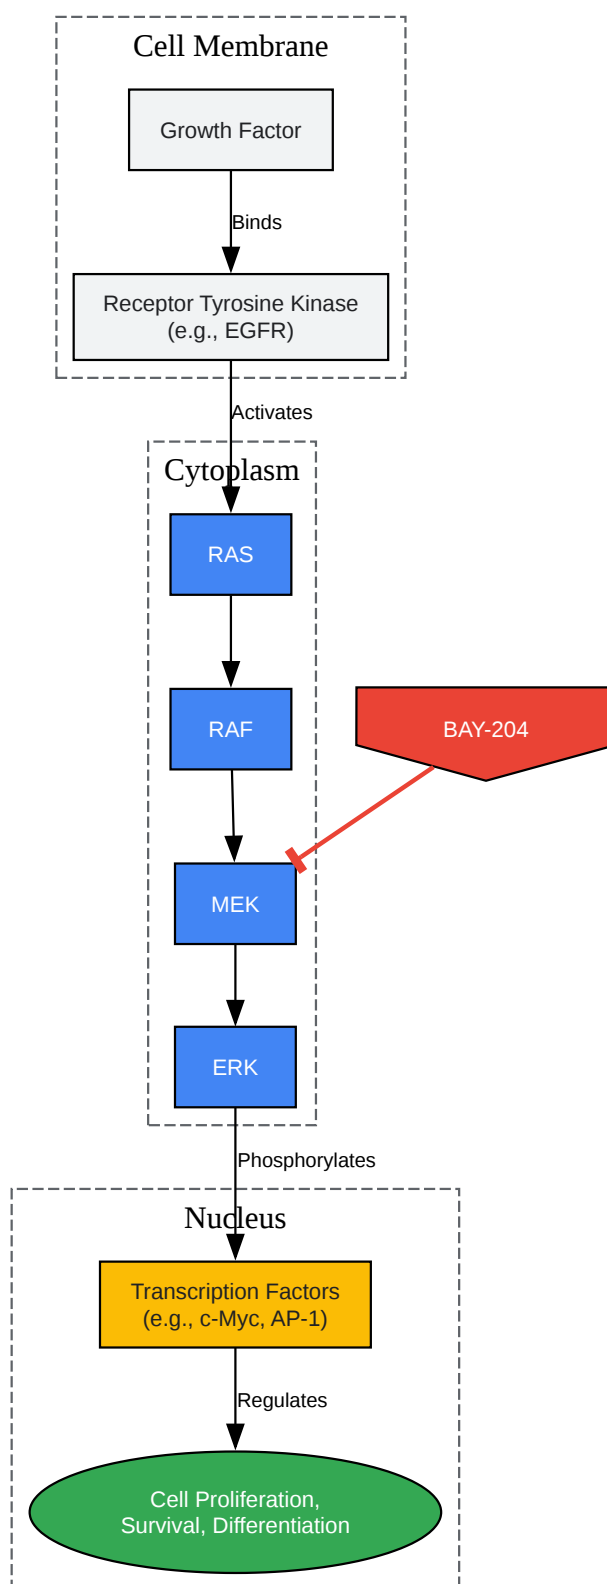 Cell Membrane
Growth Factor
Binds
Receptor Tyrosine Kinase
(e.g., EGFR)
Activates
Cytoplasm
RAS
RAF
BAY-204
MEK
ERK
Phosphorylates
Nucleus
Transcription Factors
(e.g., c-Myc, AP-1)
Regulates
Cell Proliferation,
Survival, Differentiation